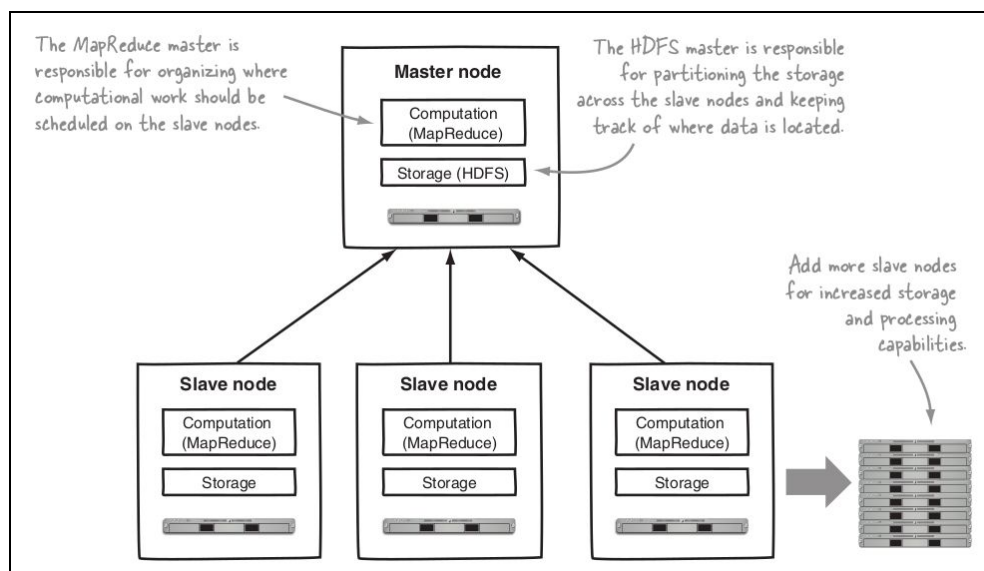 The MapReduce master is
responsible for organizing where
computational work should be
scheduled on the slave nodes.
Master node
Computation
(MapReduce)
Storage (HDFS)
The HDFS master is responsible
for partitioning the storage
across the slave nodes and keeping
track of where data is located.
Add more slave nodes
for increased storage
and processing
capabilities.
Slave node
Computation
(MapReduce)
Storage
Slave node
Computation
(MapReduce)
Storage
Slave node
Computation
(MapReduce)
Storage